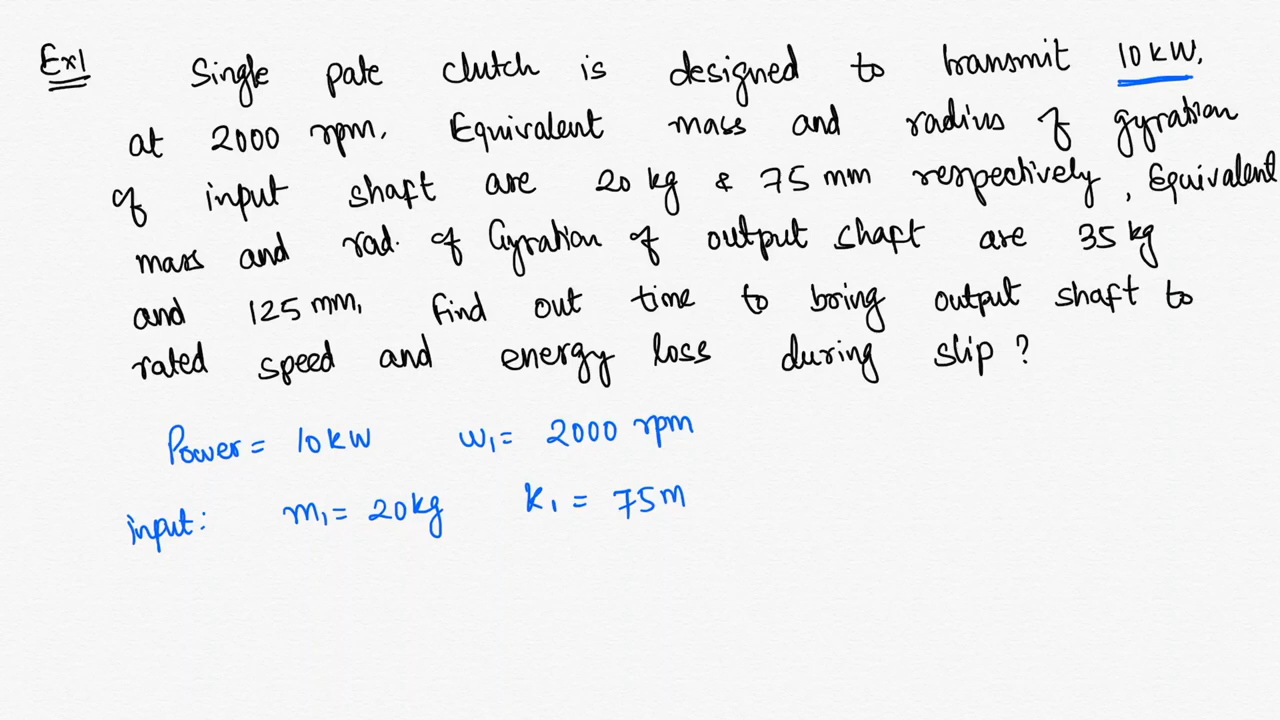 Ex1 Single pate clutch is designed to transmit 10 kW,
at 2000 rpm. Equivalent mass and radius of gyration
of input shaft are 20 kg & 75 mm respectively, Equivalent
mass and rad. of Gyration of output shaft are 35 kg
and 125 mm, find out time to bring output shaft to
rated speed and energy loss during slip ?
Power = 10 kW ω₁ = 2000 rpm
input: m₁ = 20 kg K₁ = 75 m